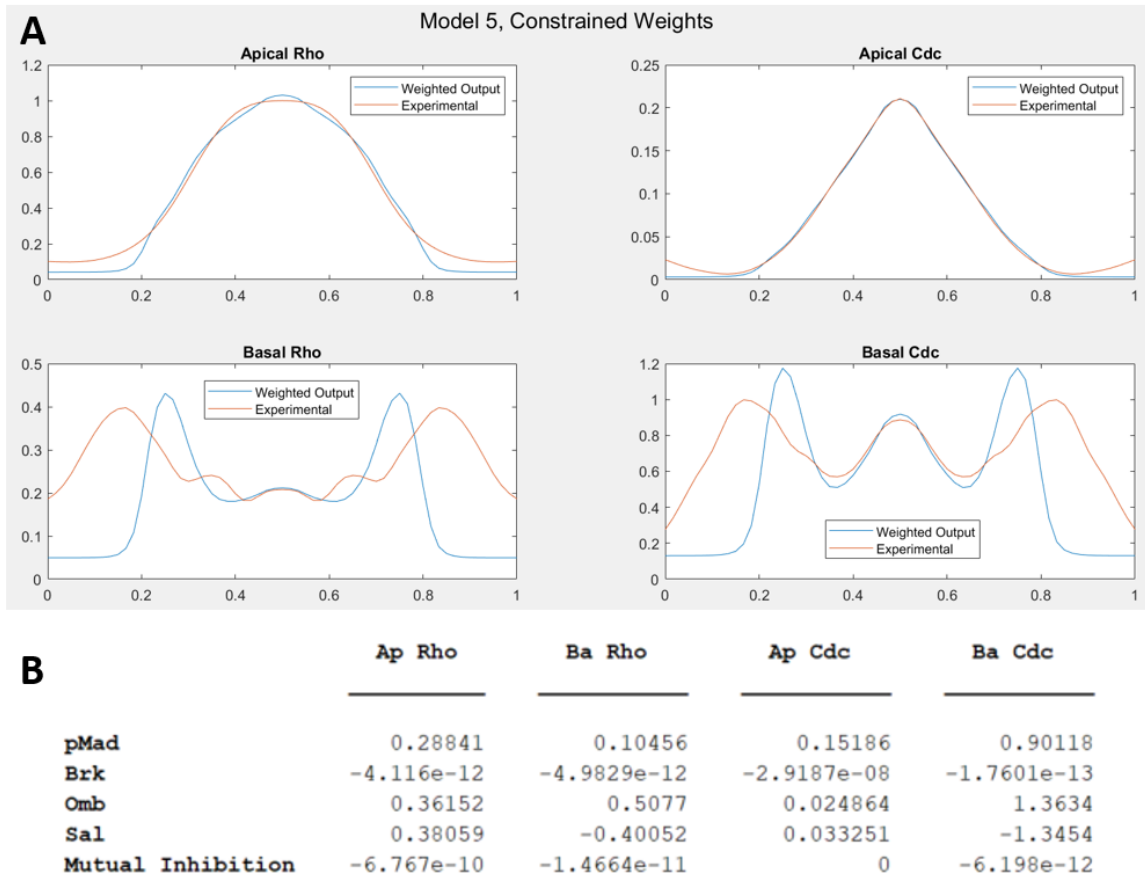 A
Model 5, Constrained Weights
Apical Rho
1.2
1
0.8
0.6
0.4
0.2
0
0 0.2 0.4 0.6 0.8 1
Weighted Output
Experimental
Apical Cdc
0.25
0.2
0.15
0.1
0.05
0
0 0.2 0.4 0.6 0.8 1
Weighted Output
Experimental
Basal Rho
0.5
0.4
0.3
0.2
0.1
0
0 0.2 0.4 0.6 0.8 1
Weighted Output
Experimental
Basal Cdc
1.2
1
0.8
0.6
0.4
0.2
0
0 0.2 0.4 0.6 0.8 1
Weighted Output
Experimental
B
Ap Rho Ba Rho Ap Cdc Ba Cdc
pMad 0.28841 0.10456 0.15186 0.90118
Brk -4.116e-12 -4.9829e-12 -2.9187e-08 -1.7601e-13
Omb 0.36152 0.5077 0.024864 1.3634
Sal 0.38059 -0.40052 0.033251 -1.3454
Mutual Inhibition -6.767e-10 -1.4664e-11 0 -6.198e-12